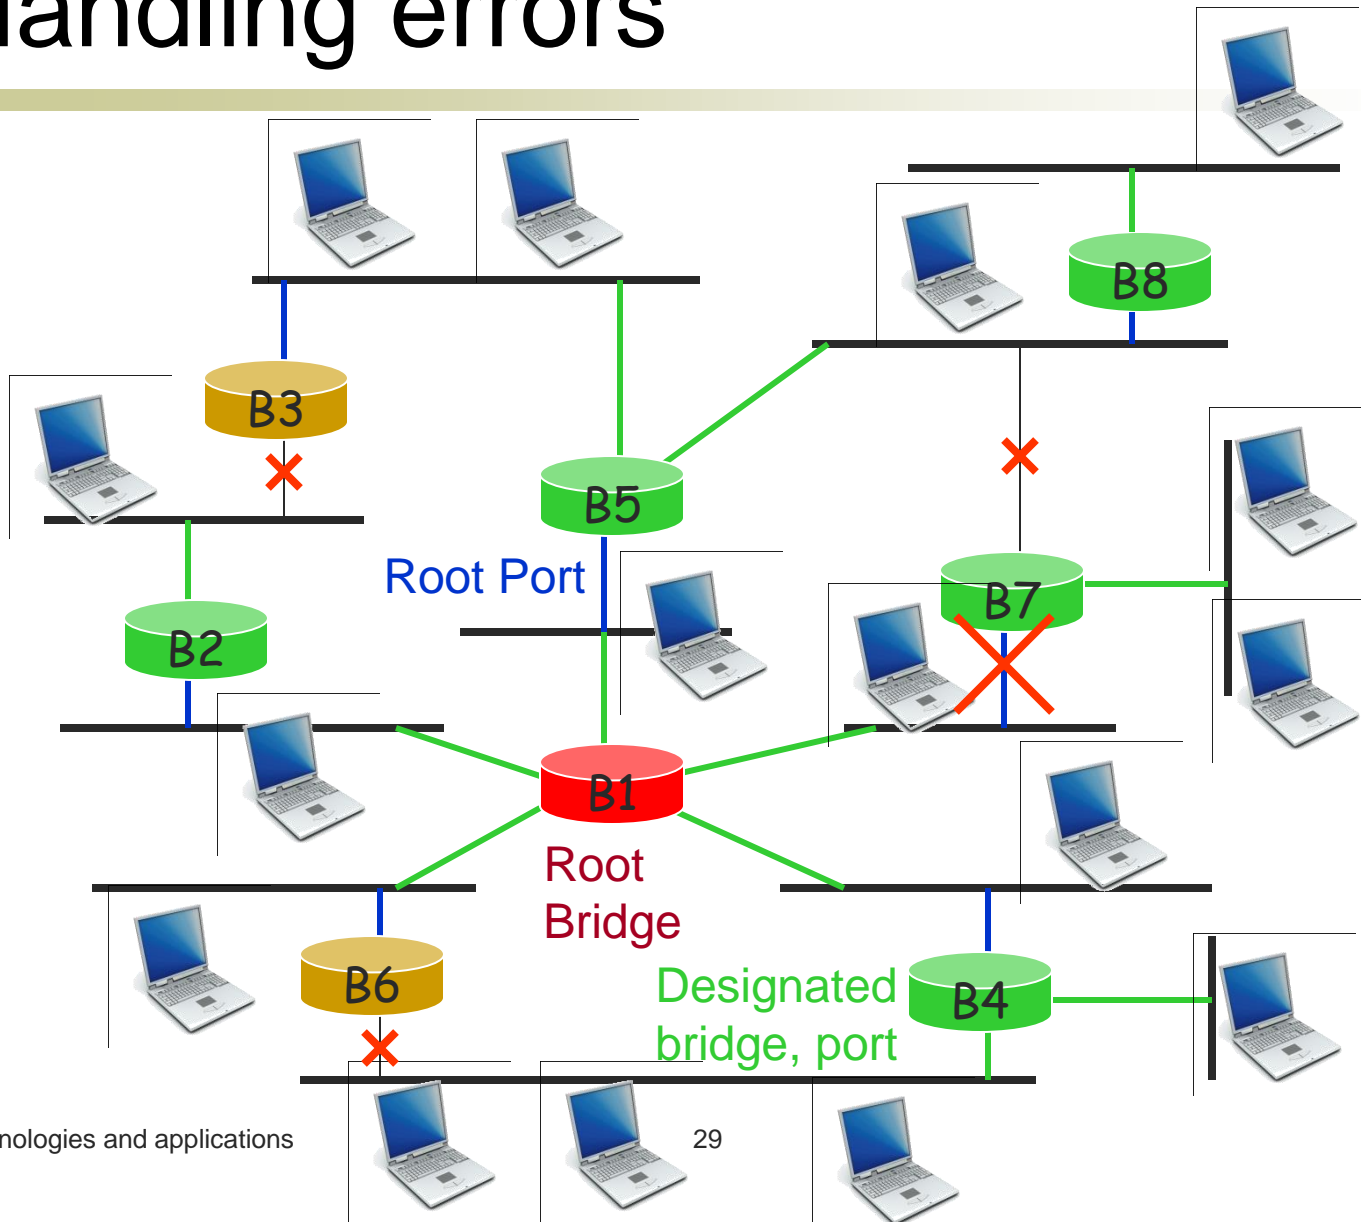 andling errors
B8
B3
B5
Root Port
B7
B2
B1
Root
Bridge
B6
Designated
bridge, port
B4
nologies and applications
29